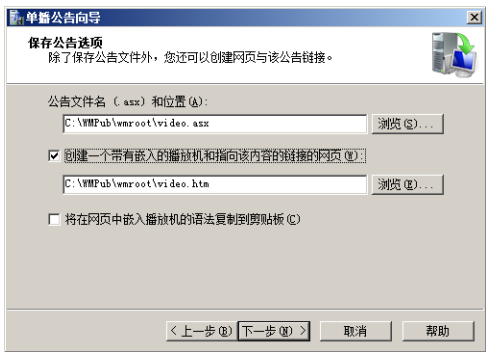 单播公告向导
保存公告选项
除了保存公告文件外，您还可以创建网页与该公告链接。
公告文件名 (.asx) 和位置(A):
C:\WMPub\wmroot\video.asx
浏览(S)...
创建一个带有嵌入的播放机和指向该内容的链接的网页(W):
C:\WMPub\wmroot\video.htm
浏览(E)...
将在网页中嵌入播放机的语法复制到剪贴板(C)
< 上一步(B)
下一步(N) >
取消
帮助